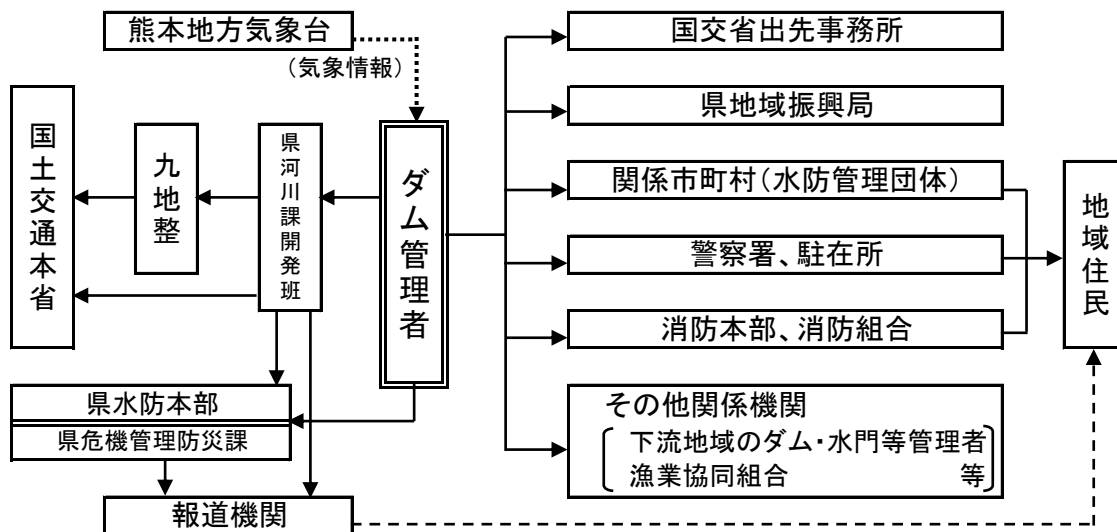 熊本地方気象台
(気象情報)
国土交通本省
九地整
県河川課開発班
ダム管理者
国交省出先事務所
県地域振興局
関係市町村(水防管理団体)
警察署、駐在所
消防本部、消防組合
その他関係機関
下流地域のダム・水門等管理者
漁業協同組合 等
地域住民
県水防本部
県危機管理防災課
報道機関